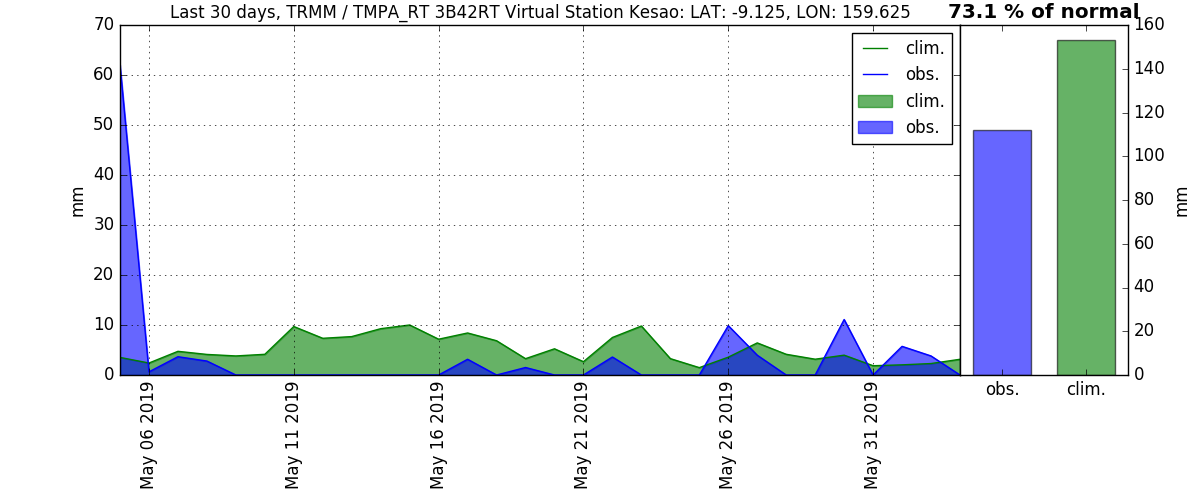 Last 30 days, TRMM / TMPA_RT 3B42RT Virtual Station Kesao: LAT: -9.125, LON: 159.625
73.1 % of normal
70
60
50
40
30
20
10
0
mm
clim.
obs.
clim.
obs.
May 06 2019
May 11 2019
May 16 2019
May 21 2019
May 26 2019
May 31 2019
160
140
120
100
80
60
40
20
0
mm
obs.
clim.